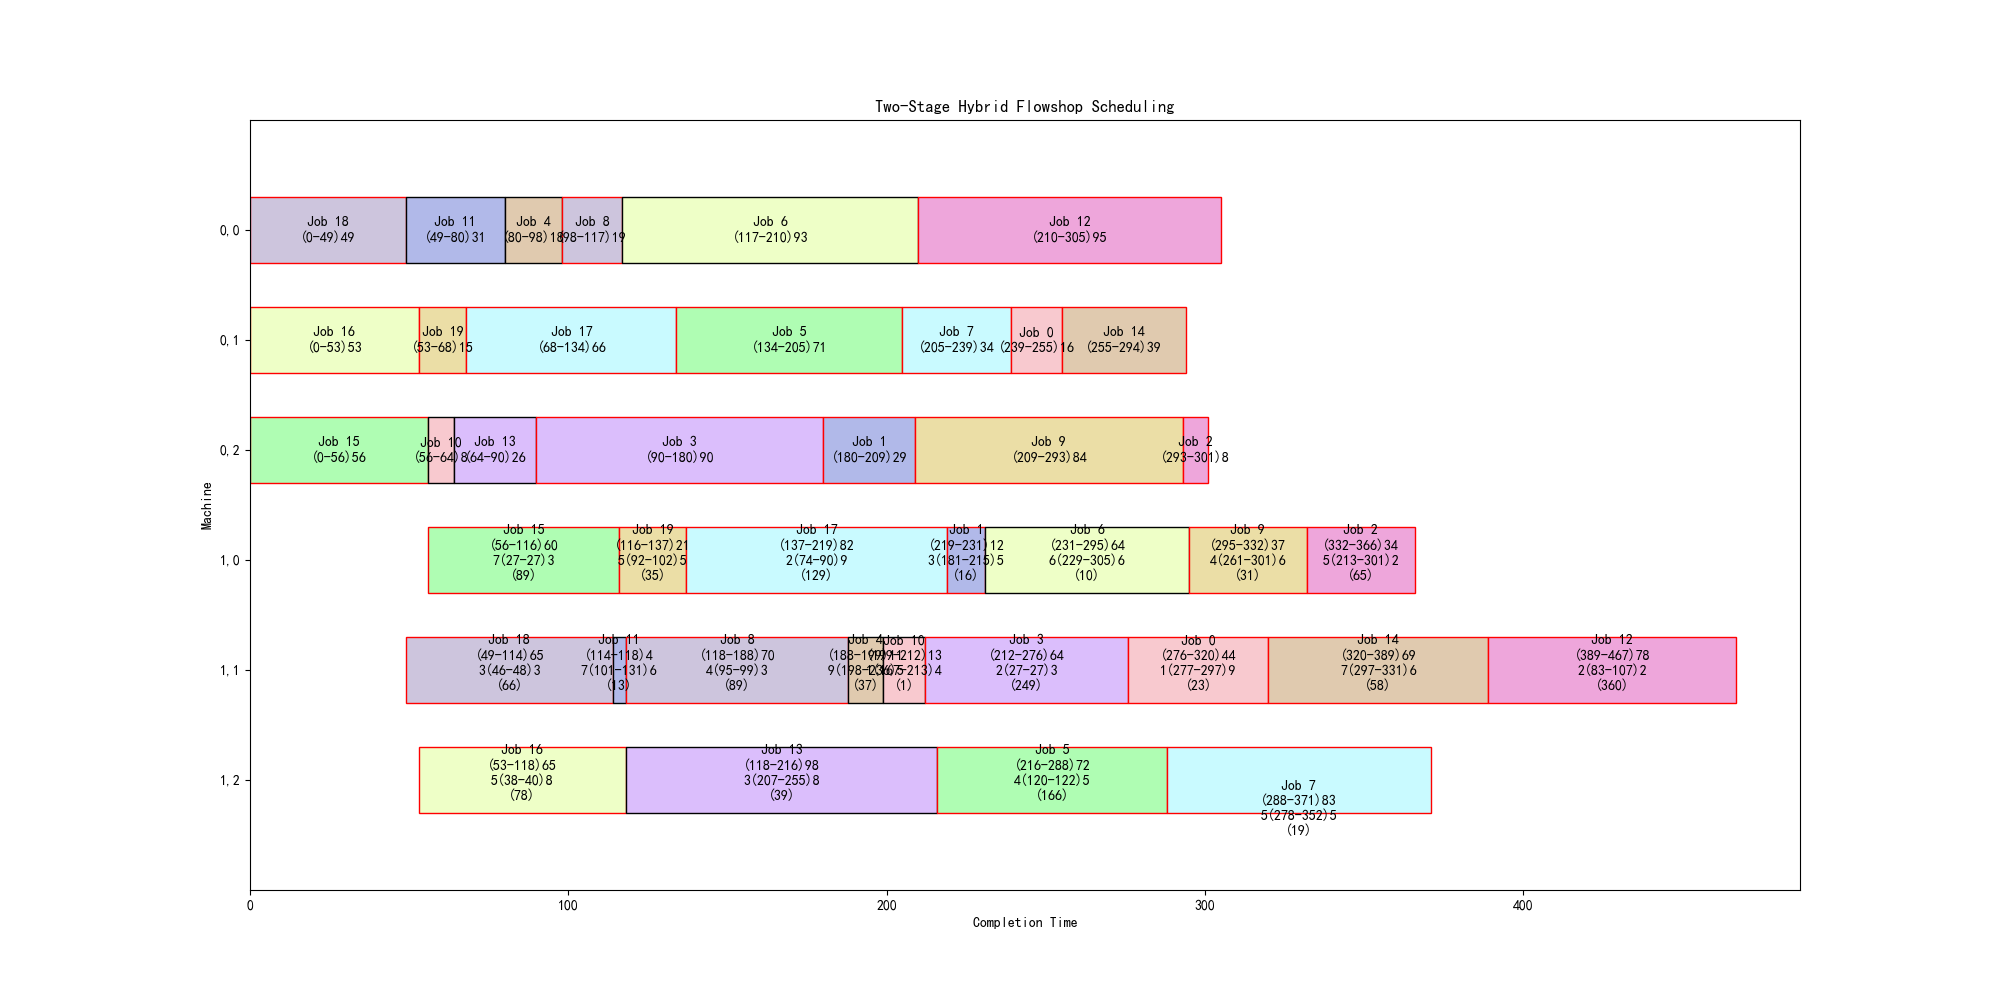 Two-Stage Hybrid Flowshop Scheduling
0,0
Job 18
(0-49)49
Job 11
(49-80)31
Job 4
(80-98)18
Job 8
(98-117)19
Job 6
(117-210)93
Job 12
(210-305)95
0,1
Job 16
(0-53)53
Job 19
(53-68)15
Job 17
(68-134)66
Job 5
(134-205)71
Job 7
(205-239)34
Job 0
(239-255)16
Job 14
(255-294)39
0,2
Job 15
(0-56)56
Job 10
(56-64)8
Job 13
(64-90)26
Job 3
(90-180)90
Job 1
(180-209)29
Job 9
(209-293)84
Job 2
(293-301)8
Machine
1,0
Job 15
(56-116)60
7(27-27)3
(89)
Job 19
(116-137)21
5(92-102)5
(35)
Job 17
(137-219)82
2(74-90)9
(129)
Job 1
(219-231)12
3(181-215)5
(16)
Job 6
(231-295)64
6(229-305)6
(10)
Job 9
(295-332)37
4(261-301)6
(31)
Job 2
(332-366)34
5(213-301)2
(65)
1,1
Job 18
(49-114)65
3(46-48)3
(66)
Job 11
(114-118)4
7(101-131)6
(13)
Job 8
(118-188)70
4(95-99)3
(89)
Job 4
(37)
Job 10
(1)
Job 3
(212-276)64
2(27-27)3
(249)
Job 0
(276-320)44
1(277-297)9
(23)
Job 14
(320-389)69
7(297-331)6
(58)
Job 12
(389-467)78
2(83-107)2
(360)
1,2
Job 16
(53-118)65
5(38-40)8
(78)
Job 13
(118-216)98
3(207-255)8
(39)
Job 5
(216-288)72
4(120-122)5
(166)
Job 7
(288-371)83
5(278-352)5
(19)
0
100
200
300
400
Completion Time